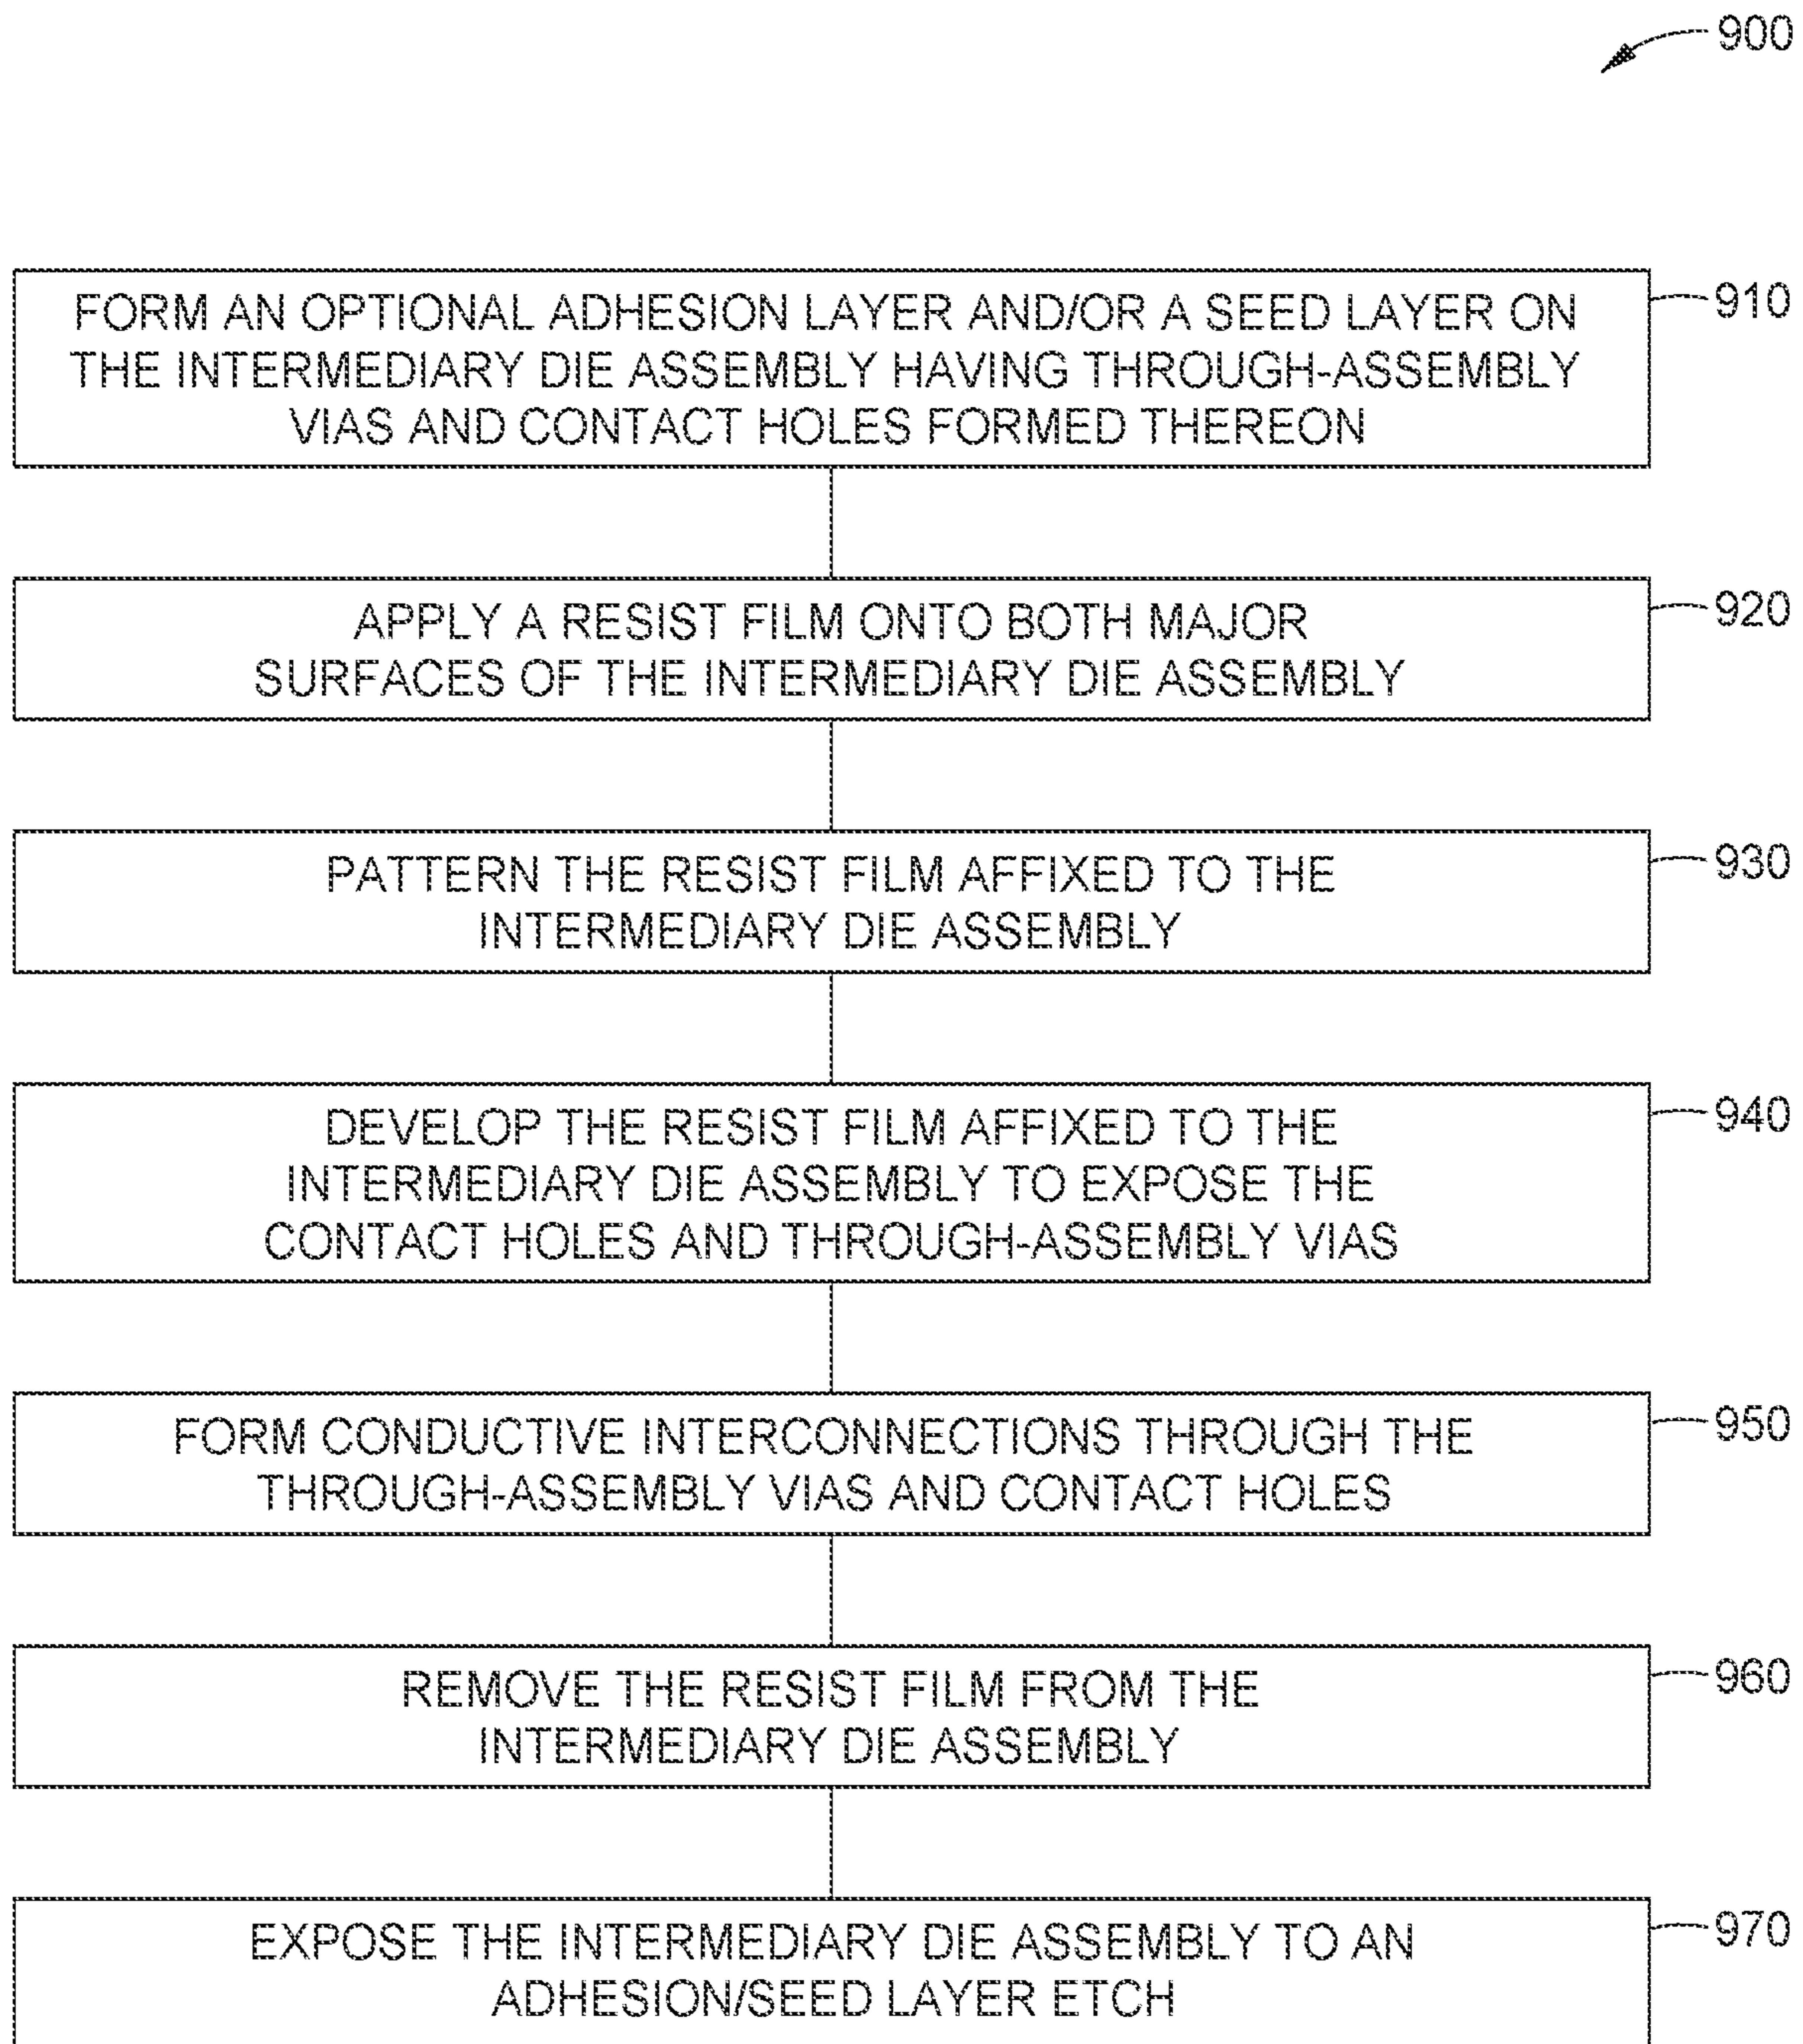 900
FORM AN OPTIONAL ADHESION LAYER AND/OR A SEED LAYER ON
THE INTERMEDIARY DIE ASSEMBLY HAVING THROUGH-ASSEMBLY
VIAS AND CONTACT HOLES FORMED THEREON
910
APPLY A RESIST FILM ONTO BOTH MAJOR
SURFACES OF THE INTERMEDIARY DIE ASSEMBLY
920
PATTERN THE RESIST FILM AFFIXED TO THE
INTERMEDIARY DIE ASSEMBLY
930
DEVELOP THE RESIST FILM AFFIXED TO THE
INTERMEDIARY DIE ASSEMBLY TO EXPOSE THE
CONTACT HOLES AND THROUGH-ASSEMBLY VIAS
940
FORM CONDUCTIVE INTERCONNECTIONS THROUGH THE
THROUGH-ASSEMBLY VIAS AND CONTACT HOLES
950
REMOVE THE RESIST FILM FROM THE
INTERMEDIARY DIE ASSEMBLY
960
EXPOSE THE INTERMEDIARY DIE ASSEMBLY TO AN
ADHESION/SEED LAYER ETCH
970